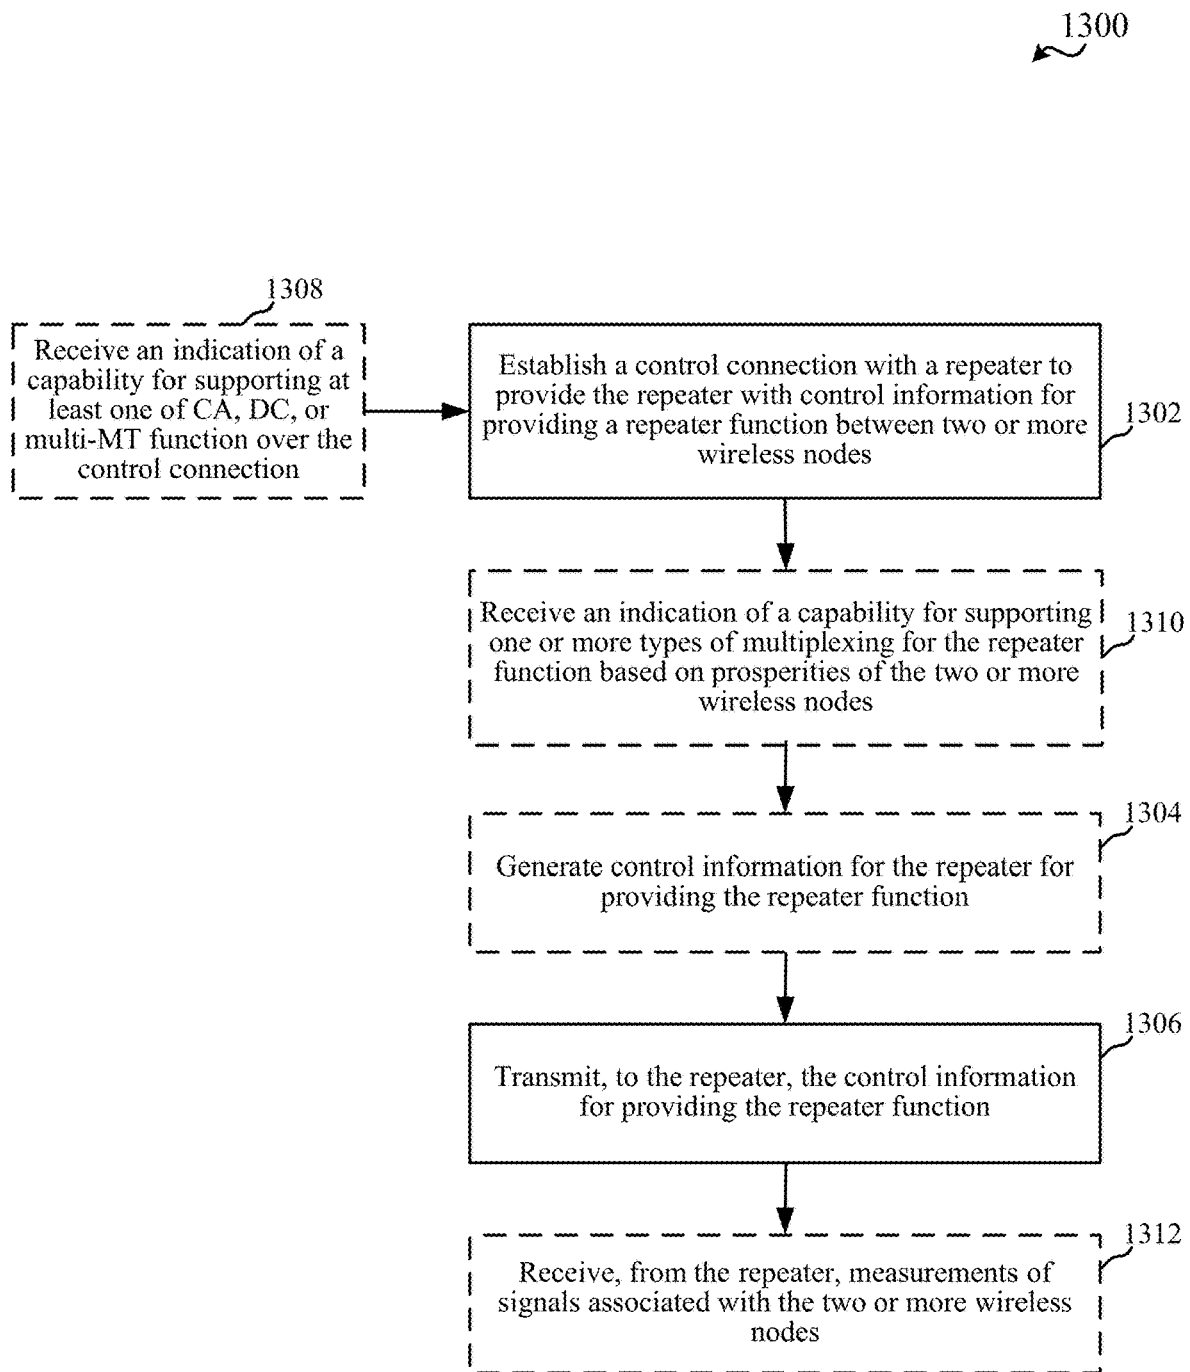 1300
1308
Receive an indication of a
capability for supporting at
least one of CA, DC, or
multi-MT function over the
control connection
Establish a control connection with a repeater to
provide the repeater with control information for
providing a repeater function between two or more
wireless nodes
1302
Receive an indication of a capability for supporting
one or more types of multiplexing for the repeater
function based on prosperities of the two or more
wireless nodes
1310
Generate control information for the repeater for
providing the repeater function
1304
Transmit, to the repeater, the control information
for providing the repeater function
1306
Receive, from the repeater, measurements of
signals associated with the two or more wireless
nodes
1312